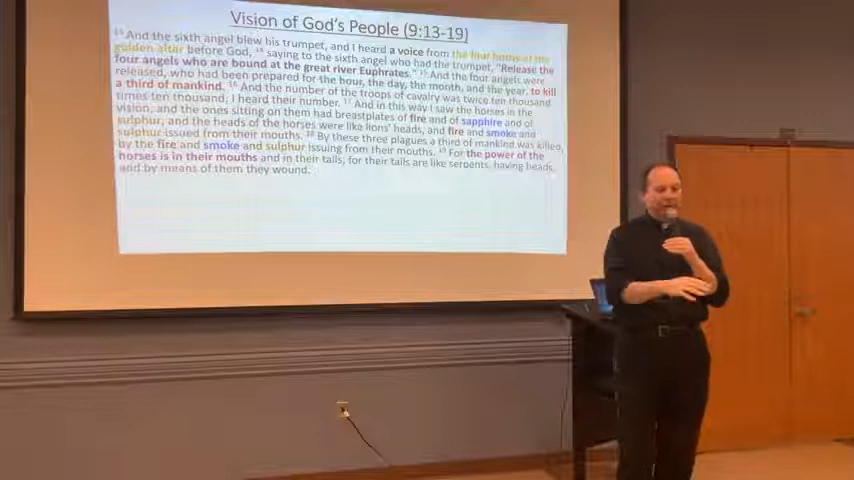 Vision of God's People (9:13-19)
13 And the sixth angel blew his trumpet, and I heard a voice from the four horns of the
golden altar before God, 14 saying to the sixth angel who had the trumpet, "Release the
four angels who are bound at the great river Euphrates." 15 And the four angels were
released, who had been prepared for the hour, the day, the month, and the year, to kill
a third of mankind. 16 And the number of the troops of cavalry was twice ten thousand
times ten thousand; I heard their number. 17 And in this way I saw the horses in the
vision, and the ones sitting on them had breastplates of fire and of sapphire and of
sulphur, and the heads of the horses were like lions' heads, and fire and smoke and
sulphur issued from their mouths. 18 By these three plagues a third of mankind was killed,
by the fire and smoke and sulphur issuing from their mouths. 19 For the power of the
horses is in their mouths and in their tails, for their tails are like serpents, having heads,
and by means of them they wound.